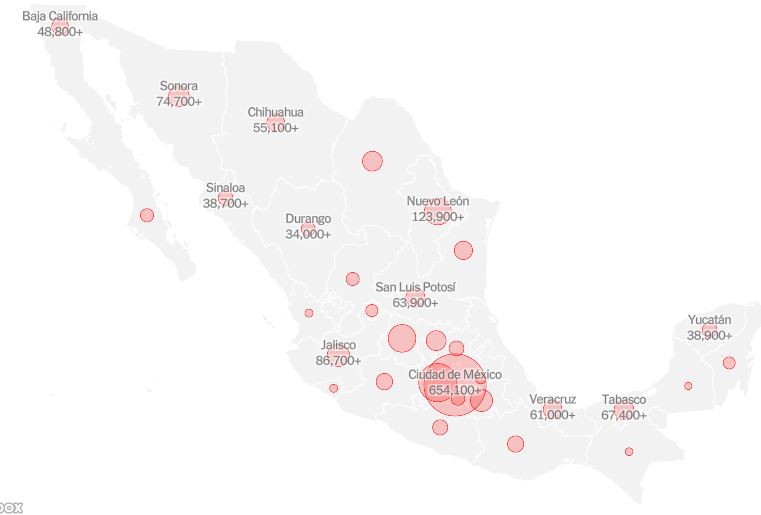 Baja California
48,800+
Sonora
74,700+
Chihuahua
55,100+
Sinaloa
38,700+
Nuevo León
123,900+
Durango
34,000+
San Luis Potosí
63,900+
Yucatán
38,900+
Jalisco
86,700+
Ciudad de México
654,100+
Veracruz
61,000+
Tabasco
67,400+